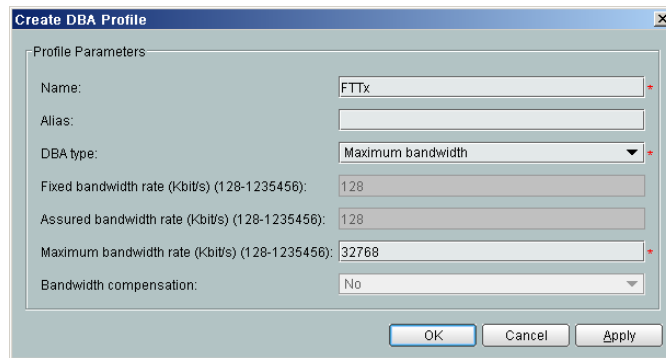 Create DBA Profile
Profile Parameters
Name: FTTx *
Alias:
DBA type: Maximum bandwidth *
Fixed bandwidth rate (Kbit/s) (128-1235456): 128
Assured bandwidth rate (Kbit/s) (128-1235456): 128
Maximum bandwidth rate (Kbit/s) (128-1235456): 32768 *
Bandwidth compensation: No
OK Cancel Apply